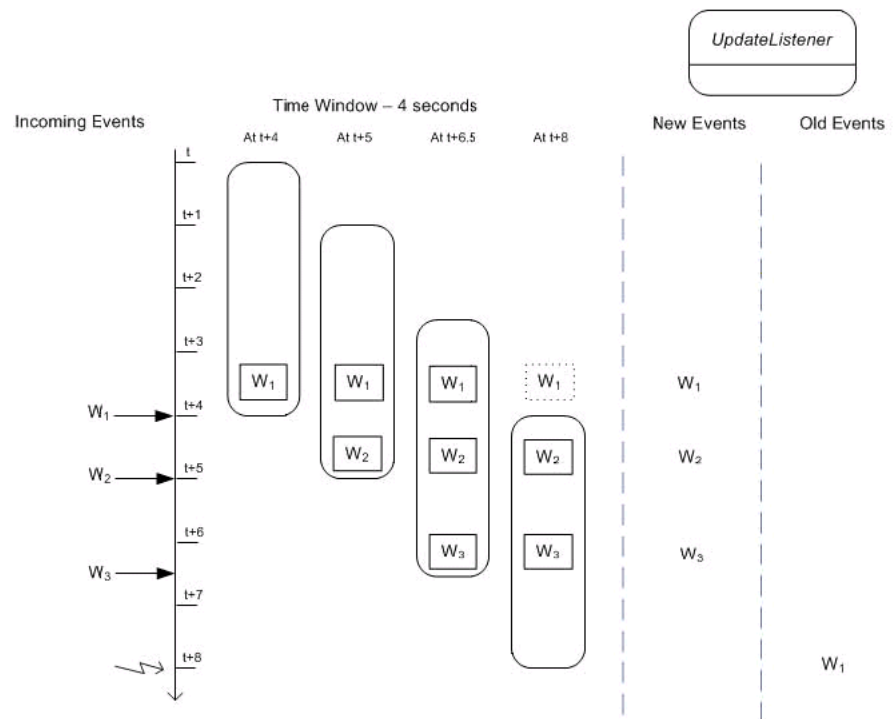 UpdateListener
Time Window – 4 seconds
Incoming Events
New Events
Old Events
At t+4
At t+5
At t+6.5
At t+8
t
t+1
t+2
t+3
W₁
W₁
W₁
W₁
W₁
W₁
t+4
W₂
W₂
W₂
W₂
W₂
t+5
t+6
W₃
W₃
W₃
W₃
t+7
t+8
W₁